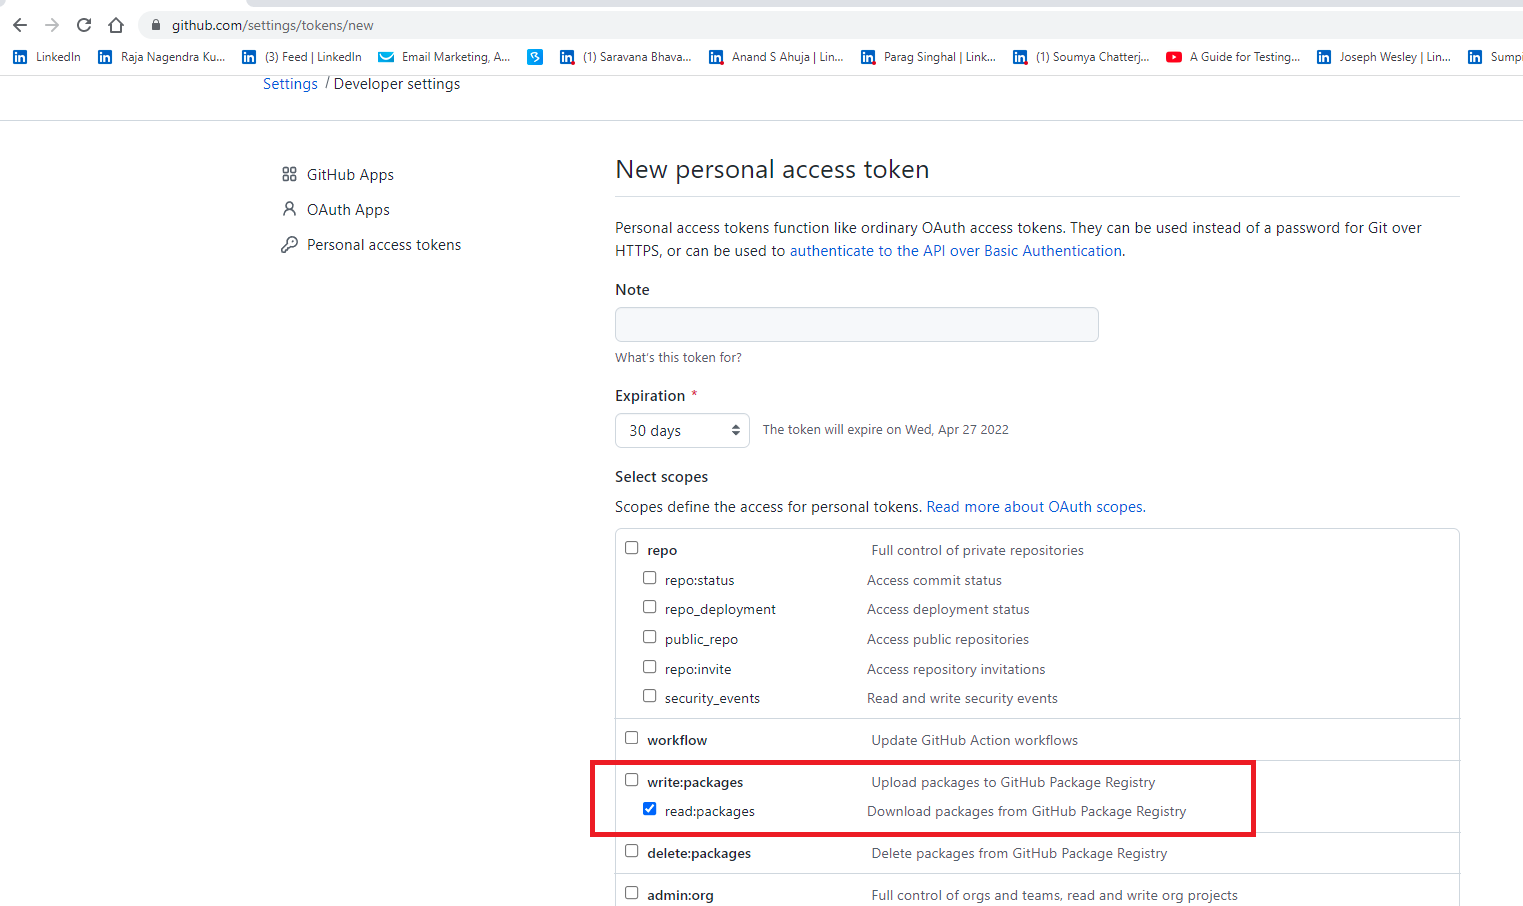 github.com/settings/tokens/new
LinkedIn Raja Nagendra Ku... (3) Feed | LinkedIn Email Marketing, A... (1) Saravana Bhava... Anand S Ahuja | Lin... Parag Singhal | Link... (1) Soumya Chatterj... A Guide for Testing... Joseph Wesley | Lin... Sump
Settings / Developer settings
GitHub Apps
OAuth Apps
Personal access tokens
New personal access token
Personal access tokens function like ordinary OAuth access tokens. They can be used instead of a password for Git over
HTTPS, or can be used to authenticate to the API over Basic Authentication.
Note
What's this token for?
Expiration *
30 days The token will expire on Wed, Apr 27 2022
Select scopes
Scopes define the access for personal tokens. Read more about OAuth scopes.
repo Full control of private repositories
repo:status Access commit status
repo_deployment Access deployment status
public_repo Access public repositories
repo:invite Access repository invitations
security_events Read and write security events
workflow Update GitHub Action workflows
write:packages Upload packages to GitHub Package Registry
read:packages Download packages from GitHub Package Registry
delete:packages Delete packages from GitHub Package Registry
admin:org Full control of orgs and teams, read and write org projects